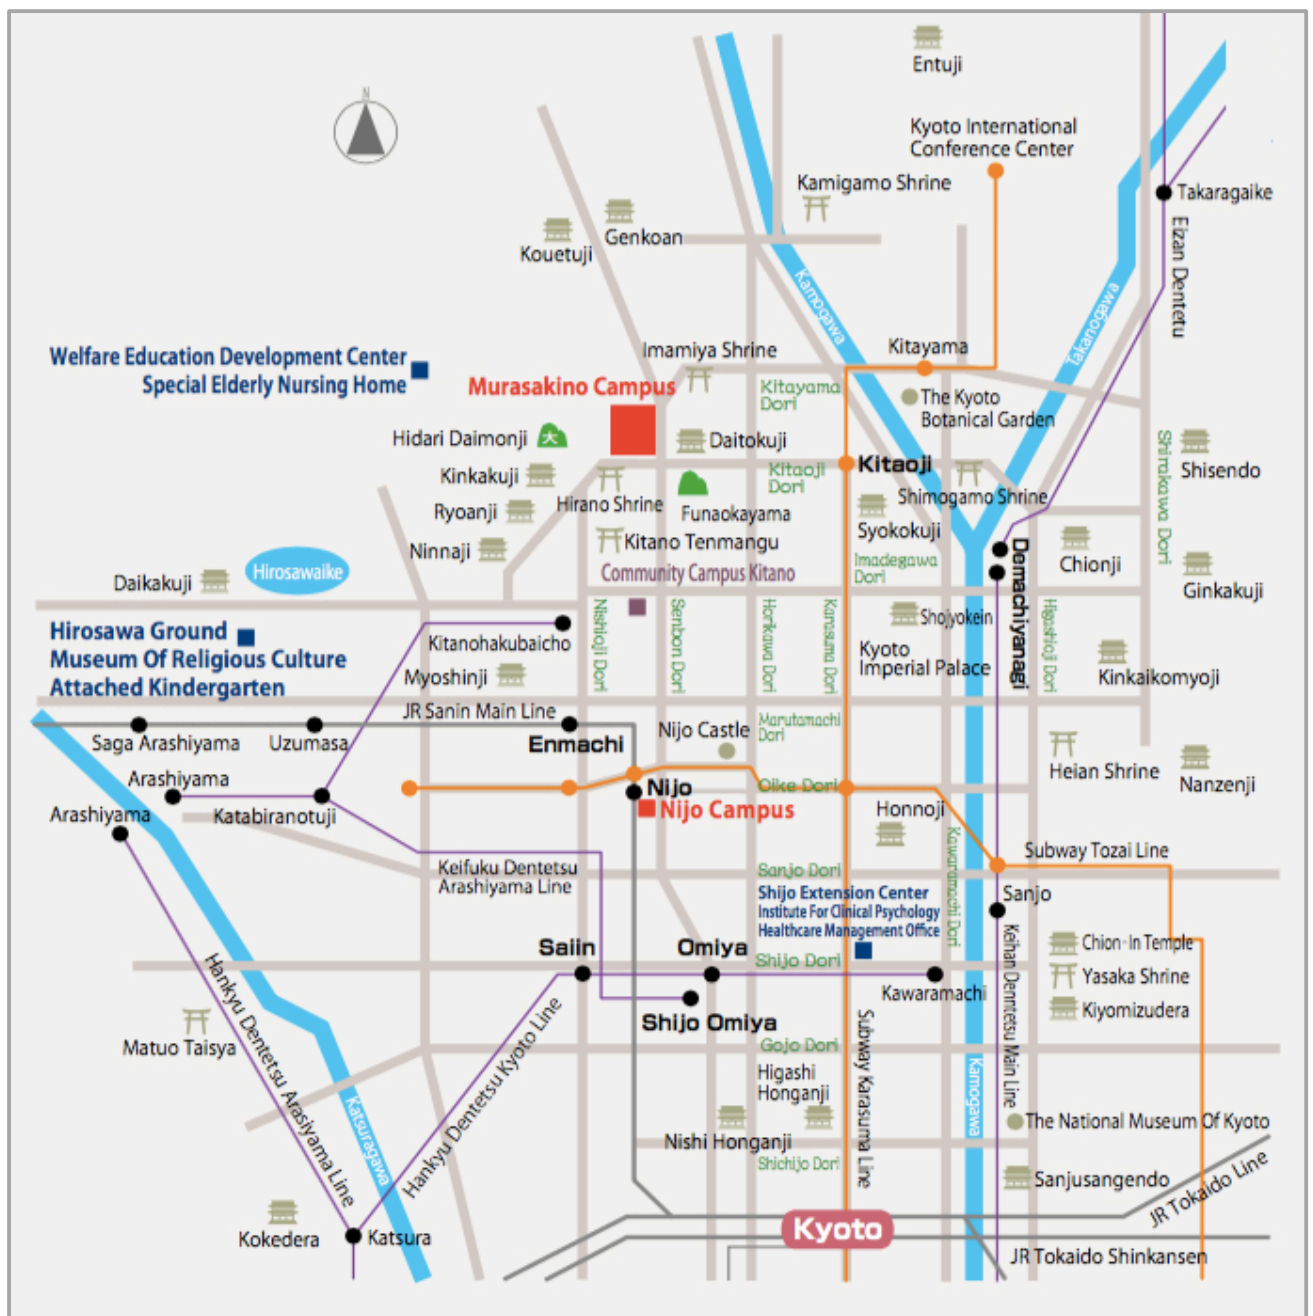 N
Entuji
Kyoto International
Conference Center
Kamigamo Shrine
Takaragaike
Genkoan
Kouetuji
Eizan Dentetu
Kamogawa
Takanogawa
Imamiya Shrine
Kitayama
Welfare Education Development Center
Special Elderly Nursing Home
Murasakino Campus
Kitayama
Dori
The Kyoto
Botanical Garden
Hidari Daimonji
大
Daitokuji
Kitaoji
Shirakawa Dori
Shisendo
Kinkakuji
Hirano Shrine
Kitaoji
Dori
Shimogamo Shrine
Ryoanji
Funaokayama
Syokokuji
Ninnaji
Kitano Tenmangu
Demachiyanagi
Chionji
Hirosawaike
Community Campus Kitano
Imadegawa
Dori
Daikakuji
Ginkakuji
Nishioji Dori
Senbon Dori
Horikawa Dori
Karasuma Dori
Shojyokein
Higashioji Dori
Hirosawa Ground
Museum Of Religious Culture
Attached Kindergarten
Kitanohakubaicho
Kyoto
Imperial Palace
Myoshinji
Kinkaikomyoji
JR Sanin Main Line
Marutamachi
Dori
Saga Arashiyama
Uzumasa
Enmachi
Nijo Castle
Heian Shrine
Nanzenji
Arashiyama
Nijo
Oike Dori
Arashiyama
Katabiranotuji
Nijo Campus
Honnoji
Kawaramachi Dori
Subway Tozai Line
Keifuku Dentetsu
Arashiyama Line
Sanjo Dori
Shijo Extension Center
Institute For Clinical Psychology
Healthcare Management Office
Sanjo
Saiin
Omiya
Shijo Dori
Keihan Denntetsu Main Line
Chion-In Temple
Yasaka Shrine
Kawaramachi
Kiyomizudera
Shijo Omiya
Hankyu Dentetsu Arasiyama Line
Hankyu Dentetsu Kyoto Line
Subway Karasuma Line
Matuo Taisya
Gojo Dori
Higashi
Honganji
Kamogawa
Katsuragawa
The National Museum Of Kyoto
Nishi Honganji
Shichijo Dori
Sanjusangendo
JR Tokaido Line
Kokedera
Katsura
Kyoto
JR Tokaido Shinkansen